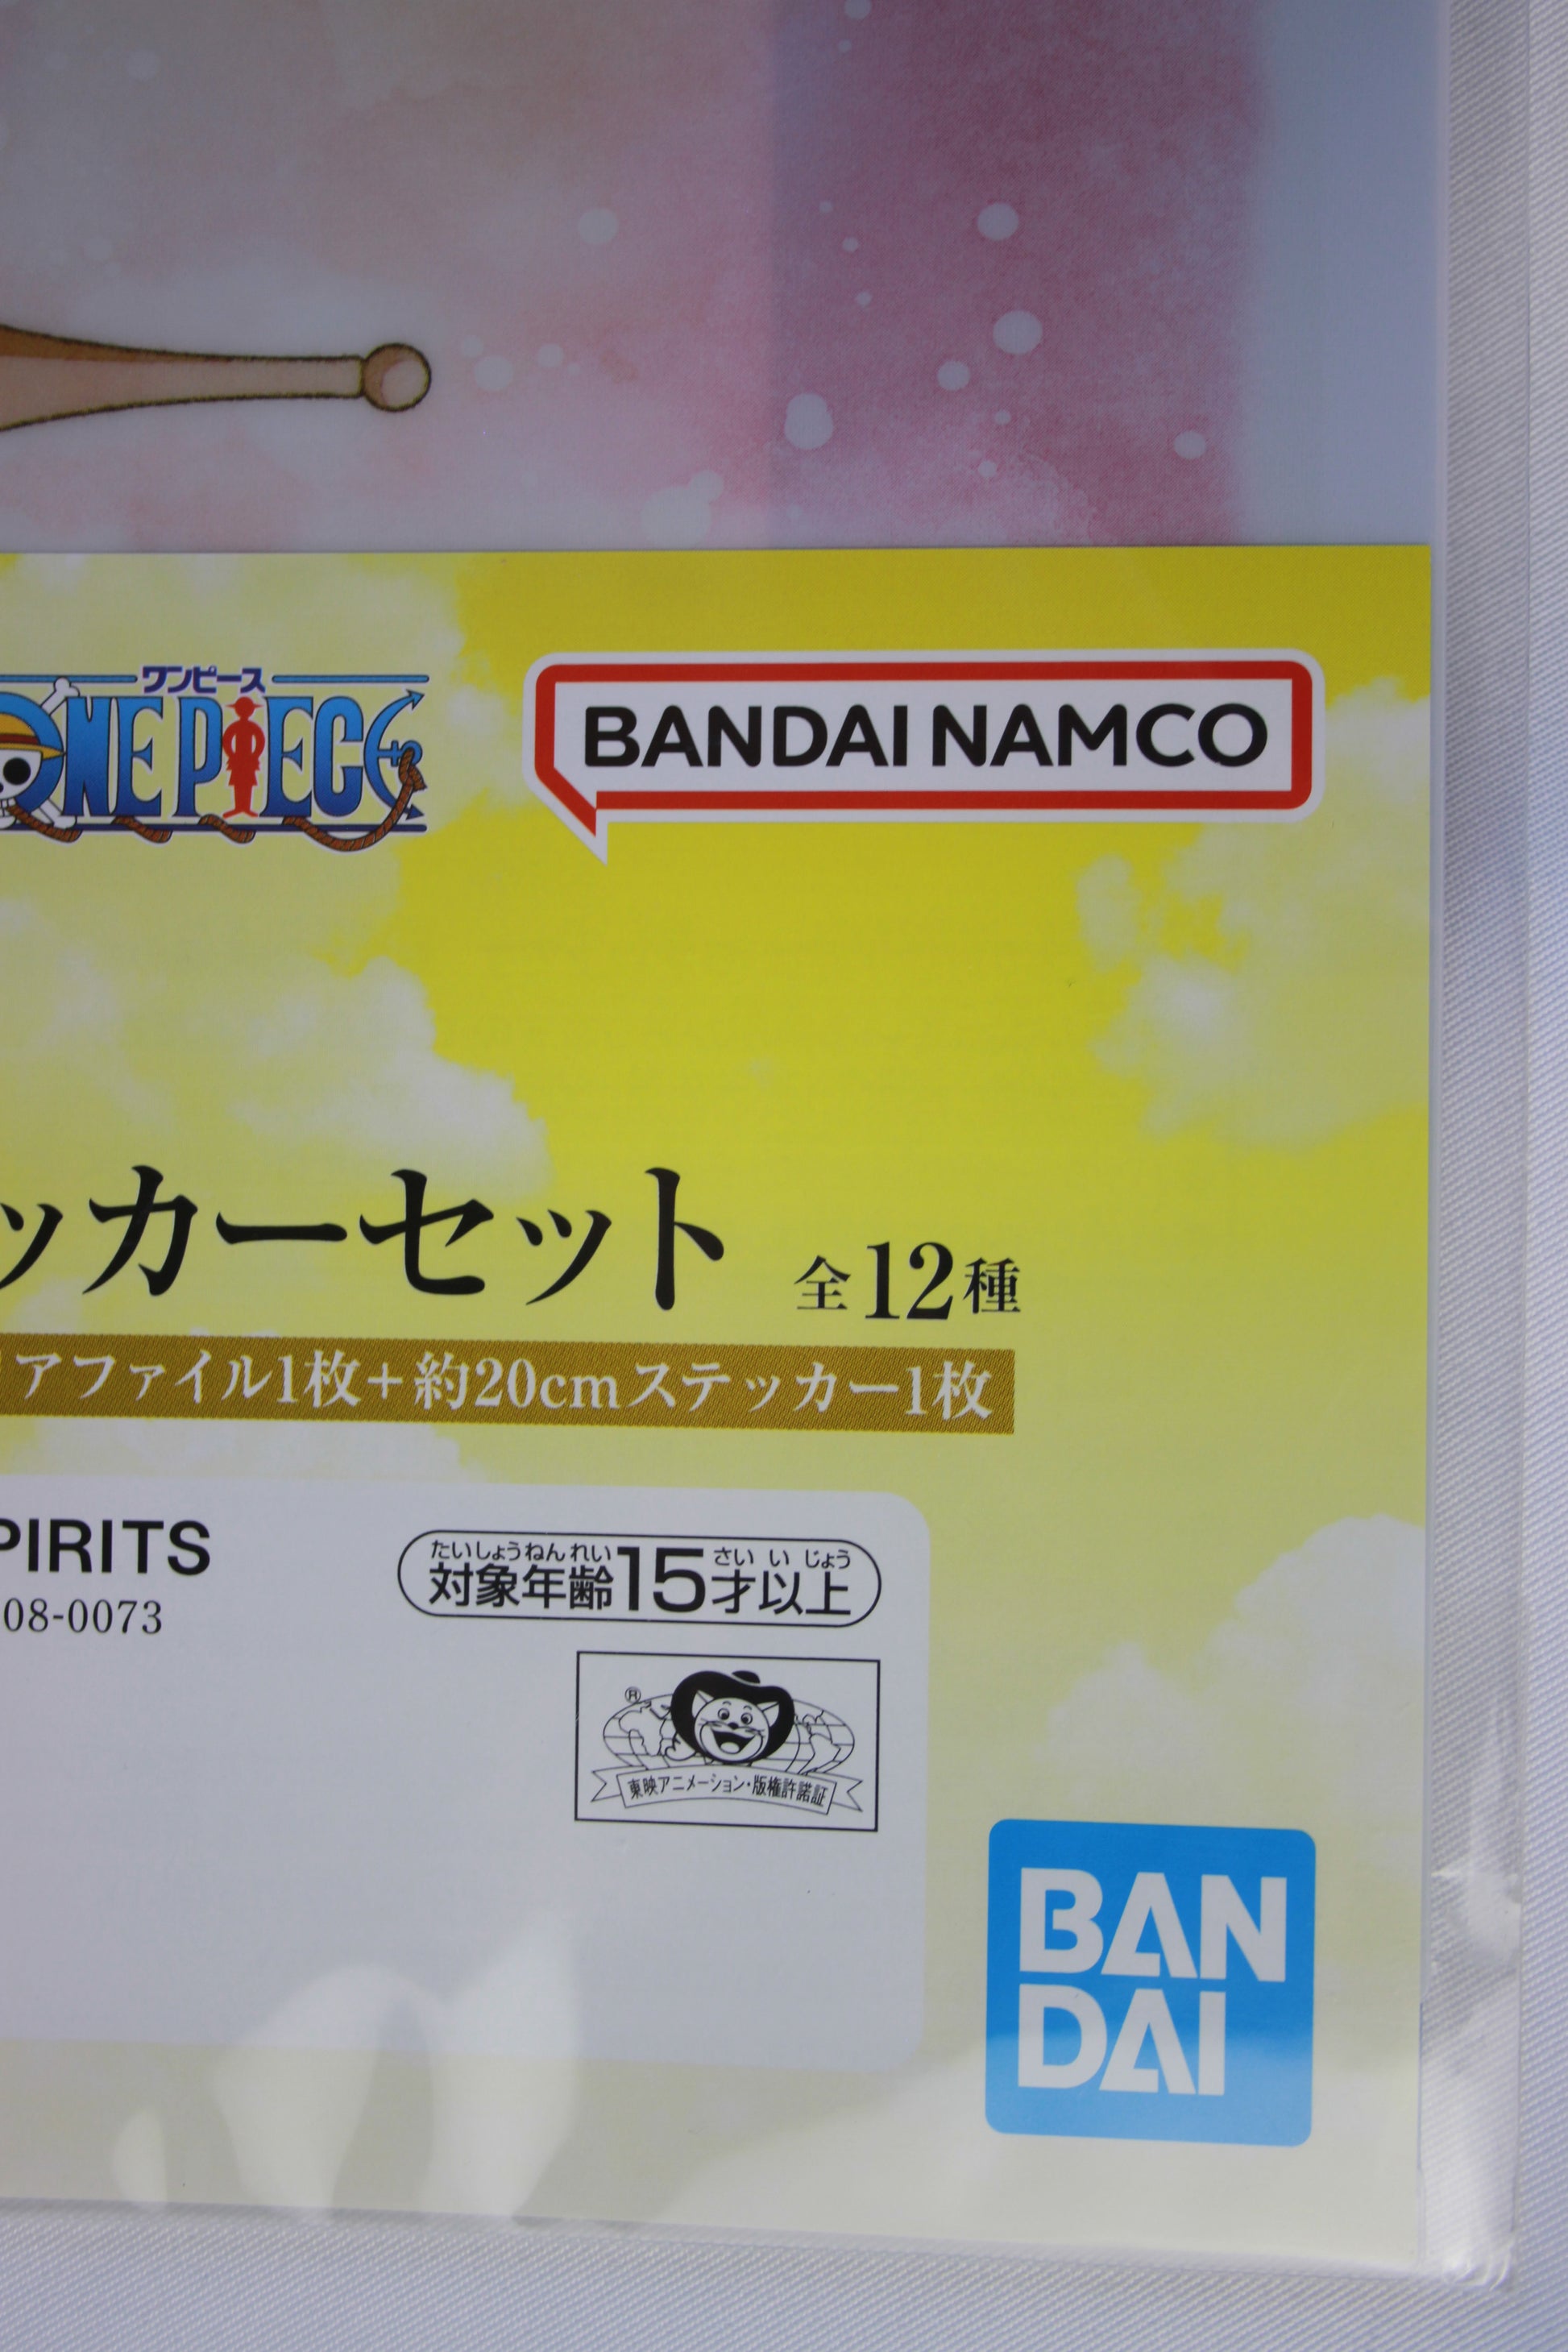 ワンピース
ONE PIECE
BANDAI NAMCO
ッカーセット 全12種
アファイル1枚+約20cmステッカー1枚
PIRITS
08-0073
たいしょうねんれい さいいじょう
対象年齢15才以上
®
東映アニメーション・版権許諾証
BAN
DAI